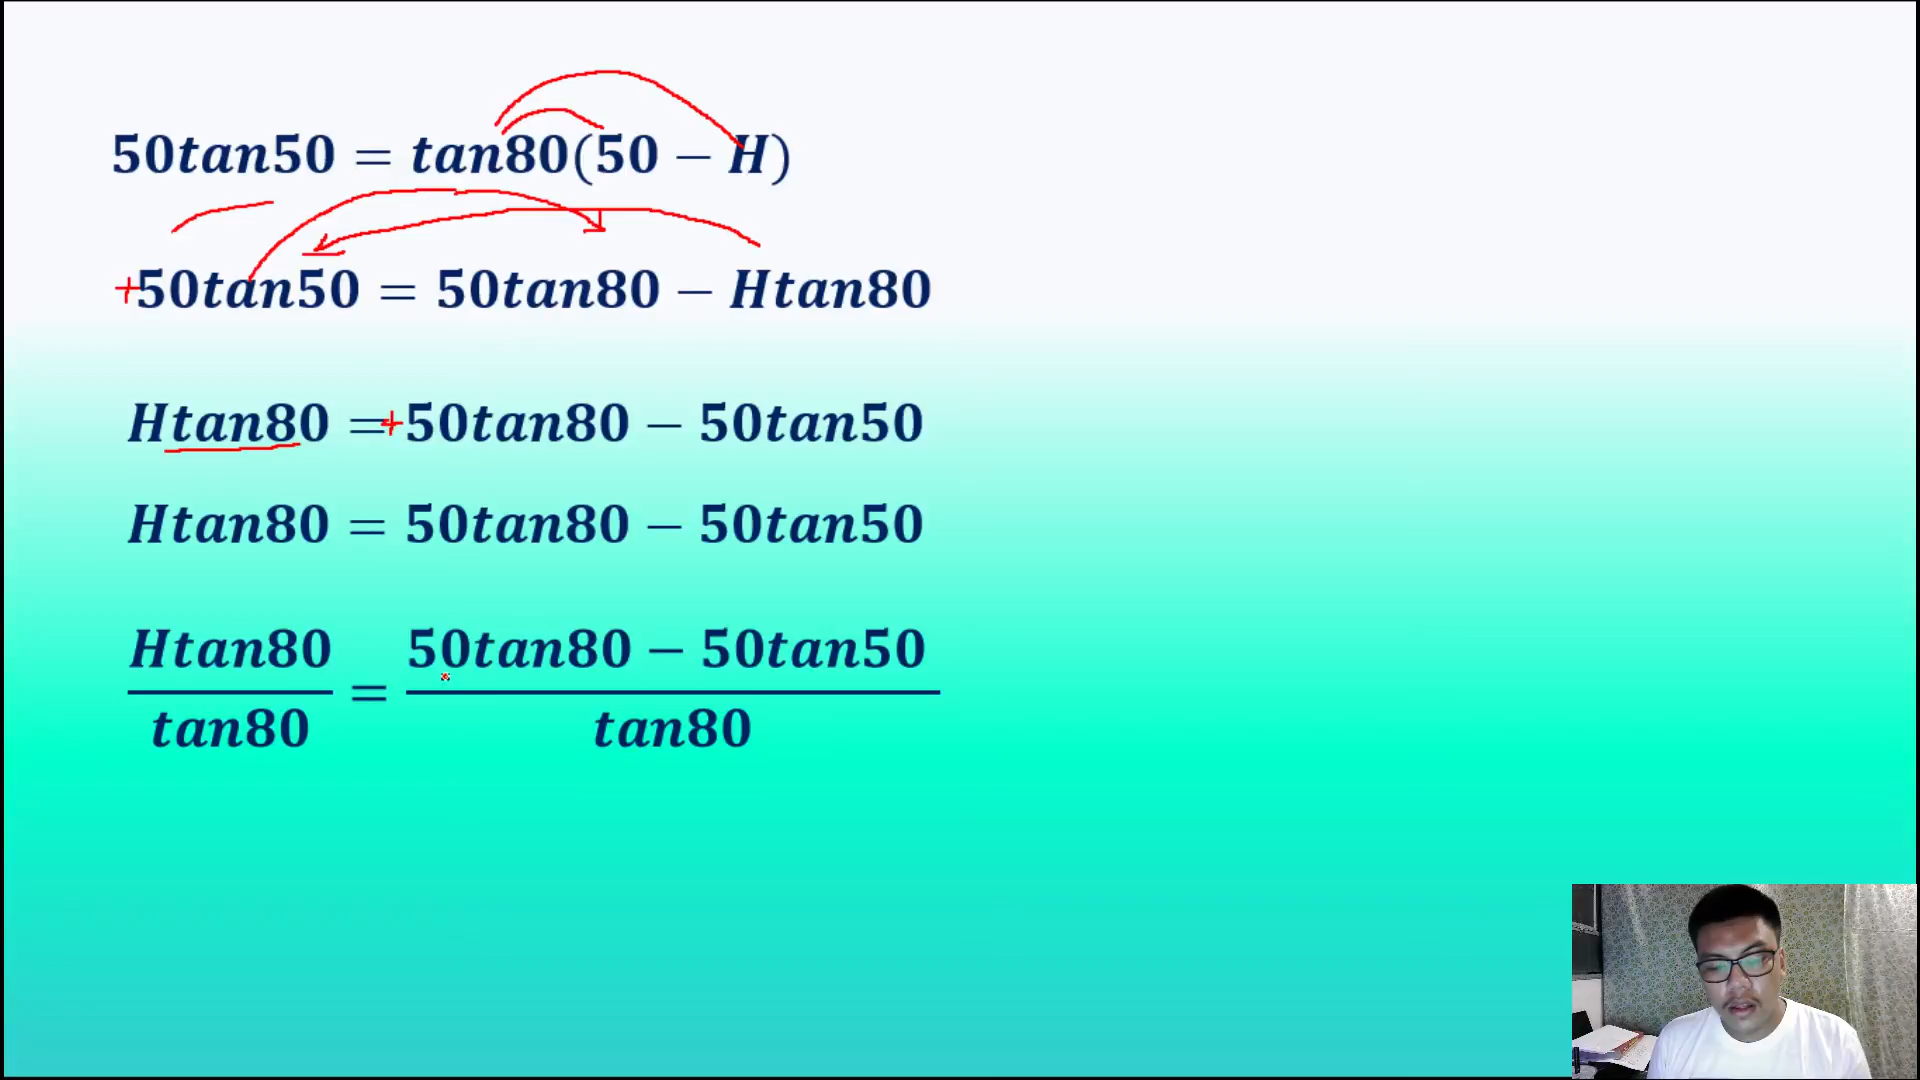 50tan50 = tan80(50 − H)
+50tan50 = 50tan80 − Htan80
Htan80 = +50tan80 − 50tan50
Htan80 = 50tan80 − 50tan50
Htan80 / tan80 = 50tan80 − 50tan50 / tan80